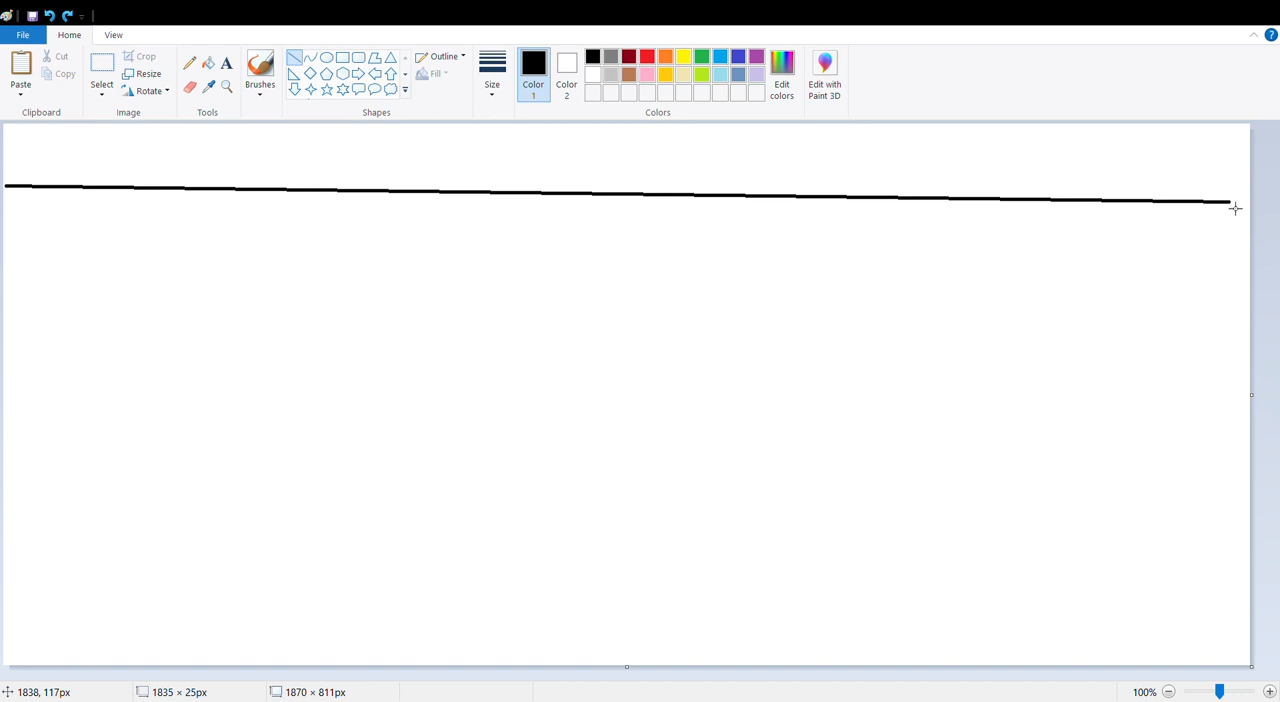 File Home View
Paste
Cut
Copy
Clipboard
Select
Crop
Resize
Rotate
Image
A
Tools
Brushes
Shapes
Outline
Fill
Size
Color 1
Color 2
Edit colors
Colors
Edit with Paint 3D
?
1838, 117px 1835 × 25px 1870 × 811px 100%